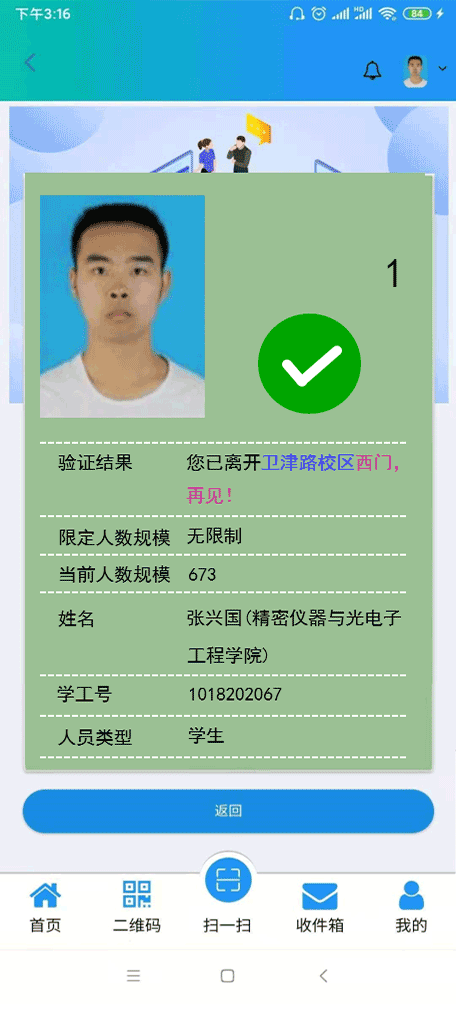 下午3:16
HD
84
1
验证结果 您已离开卫津路校区西门，
再见！
限定人数规模 无限制
当前人数规模 673
姓名 张兴国(精密仪器与光电子
工程学院)
学工号 1018202067
人员类型 学生
返回
首页 二维码 扫一扫 收件箱 我的